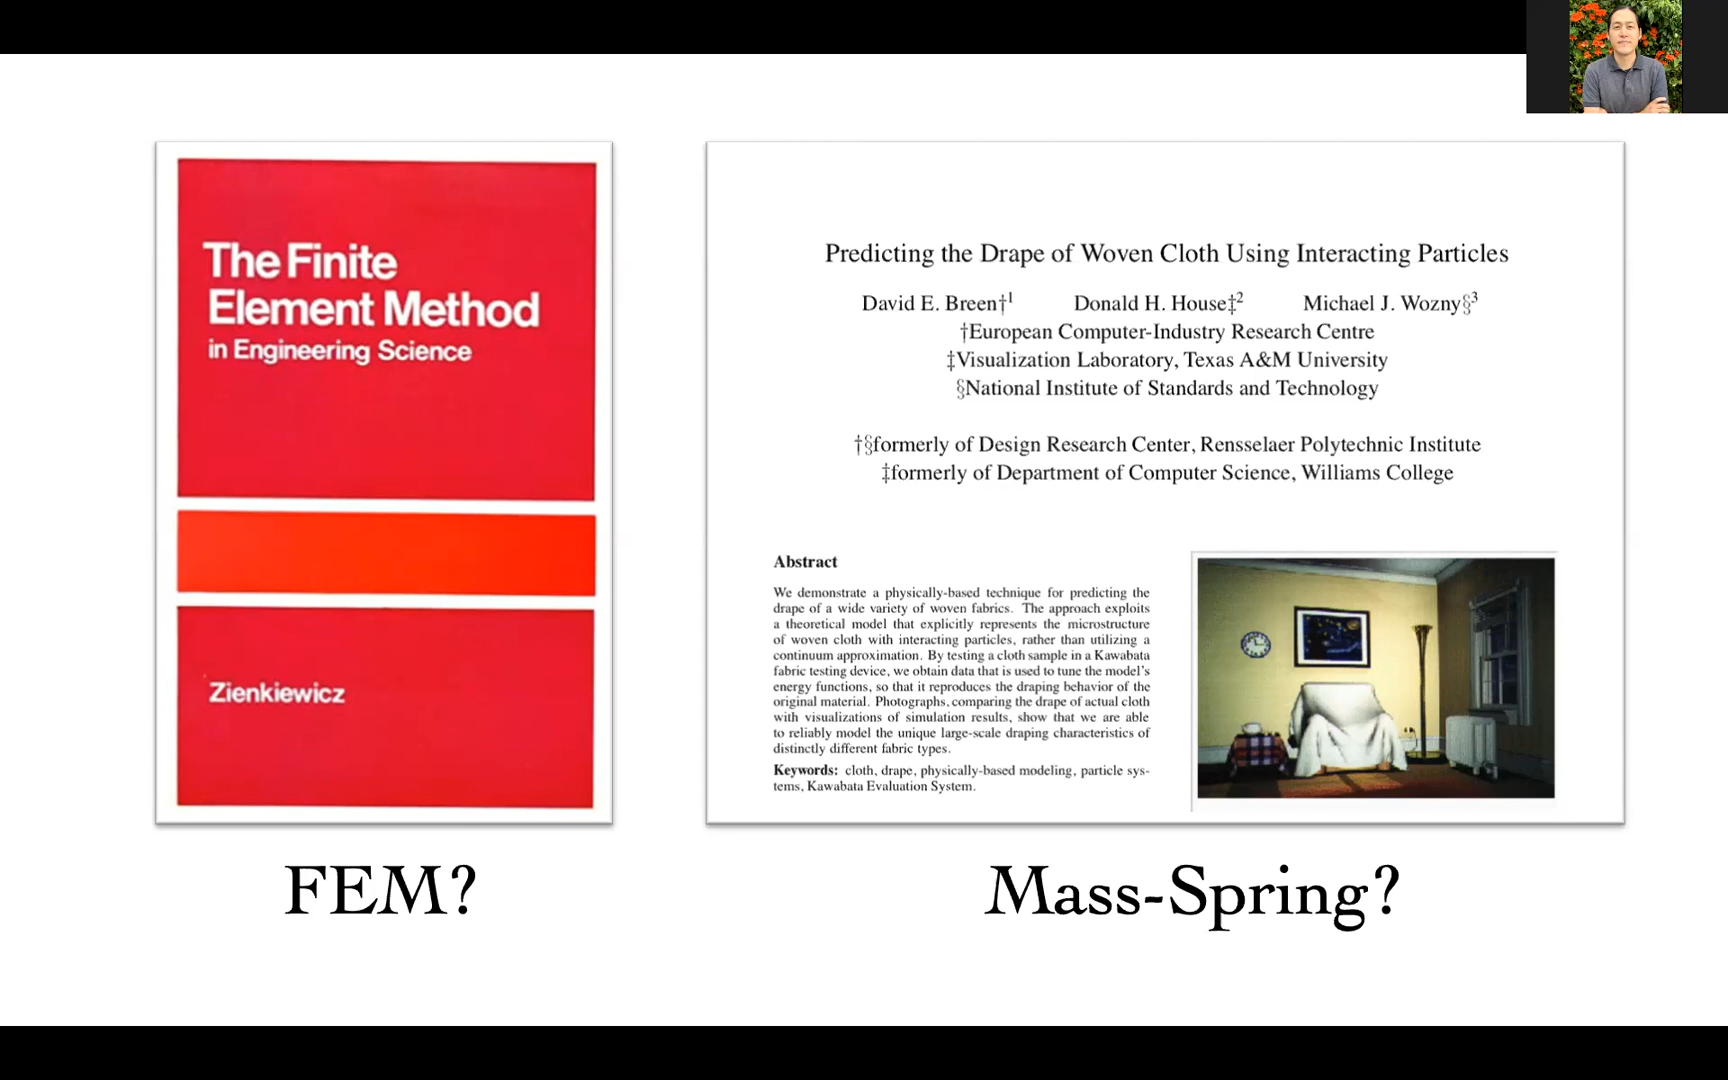 The Finite
Element Method
in Engineering Science
Zienkiewicz
FEM?
Predicting the Drape of Woven Cloth Using Interacting Particles
David E. Breen†¹ Donald H. House‡² Michael J. Wozny§³
†European Computer-Industry Research Centre
‡Visualization Laboratory, Texas A&M University
§National Institute of Standards and Technology
†§formerly of Design Research Center, Rensselaer Polytechnic Institute
‡formerly of Department of Computer Science, Williams College
Abstract
We demonstrate a physically-based technique for predicting the
drape of a wide variety of woven fabrics. The approach exploits
a theoretical model that explicitly represents the microstructure
of woven cloth with interacting particles, rather than utilizing a
continuum approximation. By testing a cloth sample in a Kawabata
fabric testing device, we obtain data that is used to tune the model's
energy functions, so that it reproduces the draping behavior of the
original material. Photographs, comparing the drape of actual cloth
with visualizations of simulation results, show that we are able
to reliably model the unique large-scale draping characteristics of
distinctly different fabric types.
Keywords: cloth, drape, physically-based modeling, particle sys-
tems, Kawabata Evaluation System.
Mass-Spring?